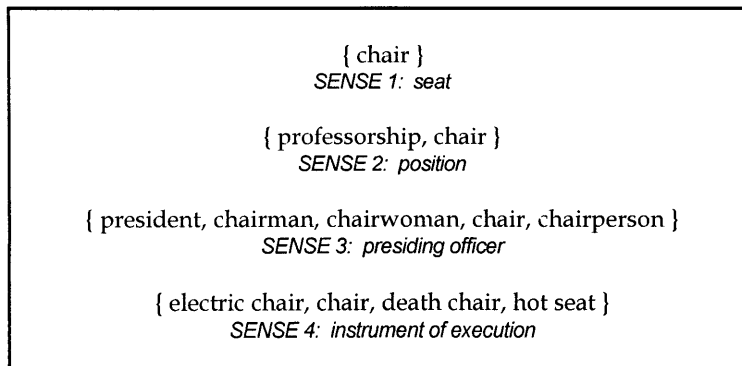 { chair }
SENSE 1: seat
{ professorship, chair }
SENSE 2: position
{ president, chairman, chairwoman, chair, chairperson }
SENSE 3: presiding officer
{ electric chair, chair, death chair, hot seat }
SENSE 4: instrument of execution